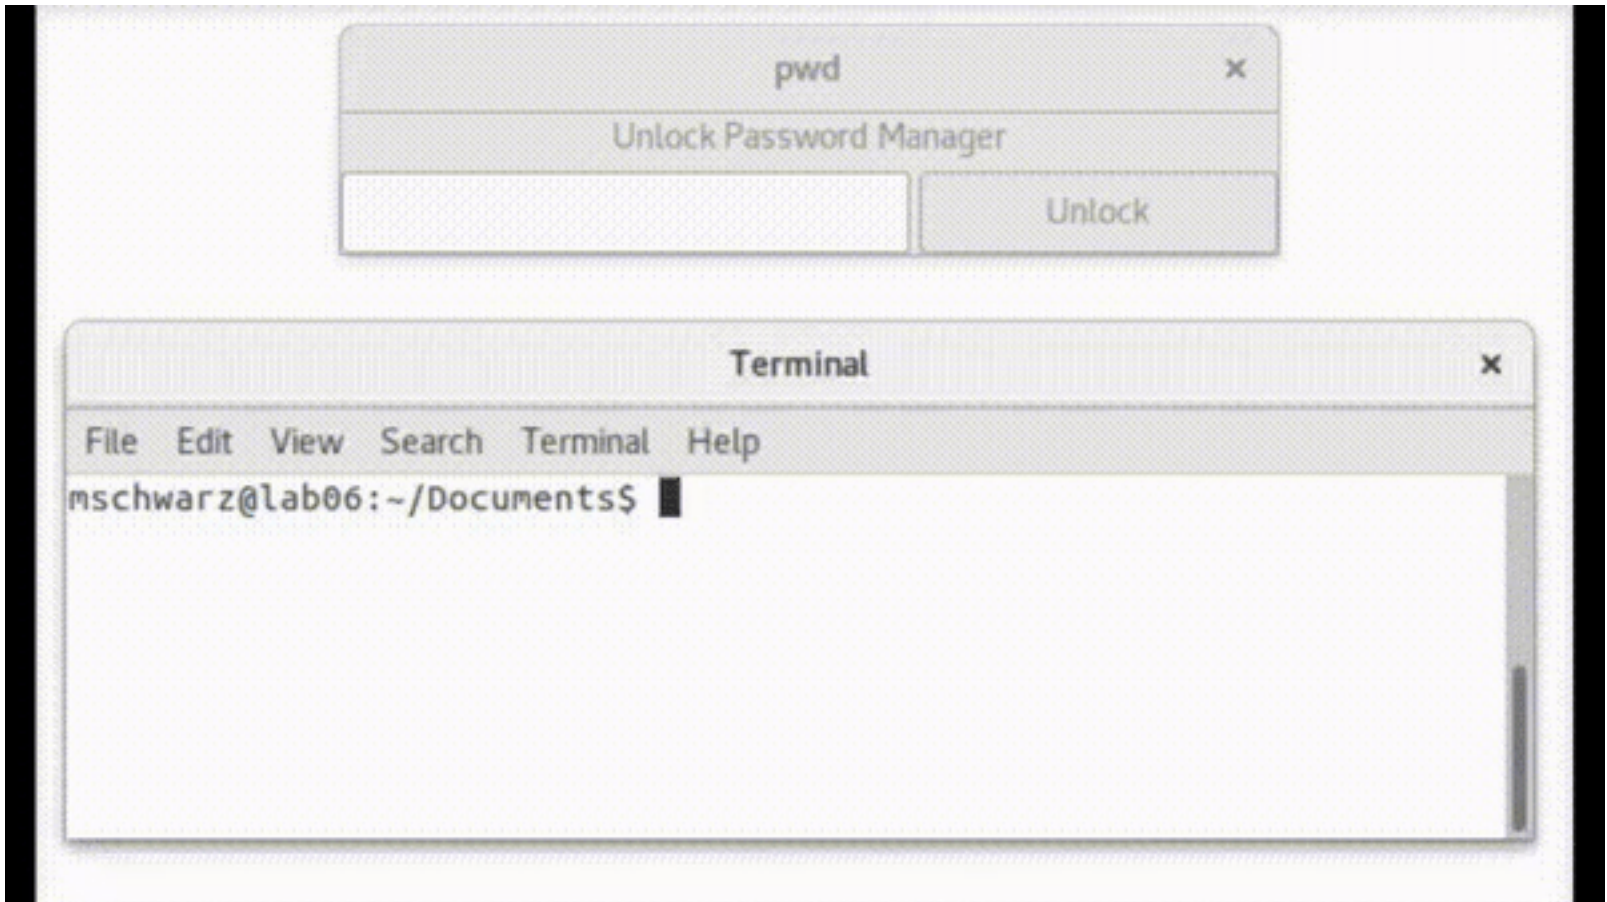 pwd ×
Unlock Password Manager
Unlock
Terminal ×
File Edit View Search Terminal Help
mschwarz@lab06:~/Documents$